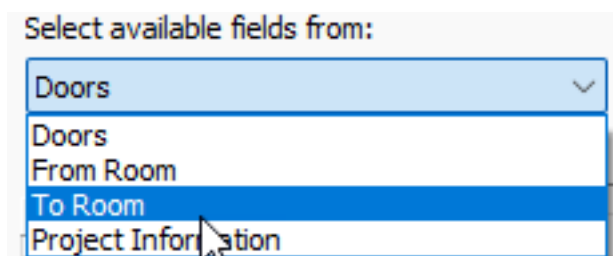 Select available fields from:
Doors
Doors
From Room
To Room
Project Information